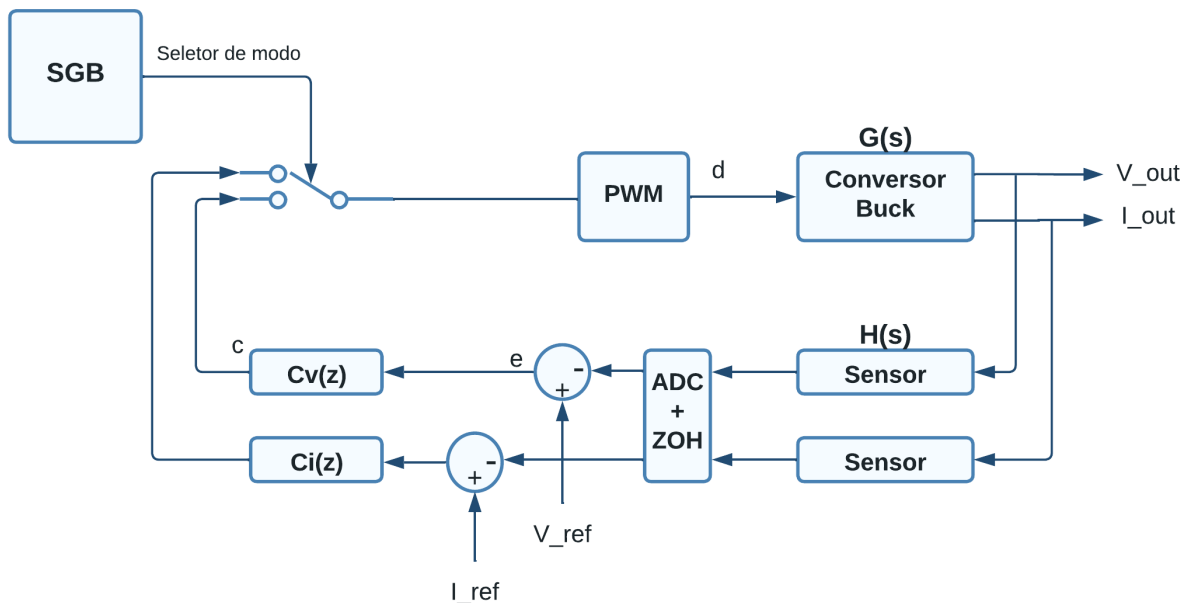 SGB
Seletor de modo
G(s)
PWM
d
Conversor
Buck
V_out
I_out
c
Cv(z)
e
-
+
ADC
+
ZOH
H(s)
Sensor
Ci(z)
-
+
Sensor
V_ref
I_ref